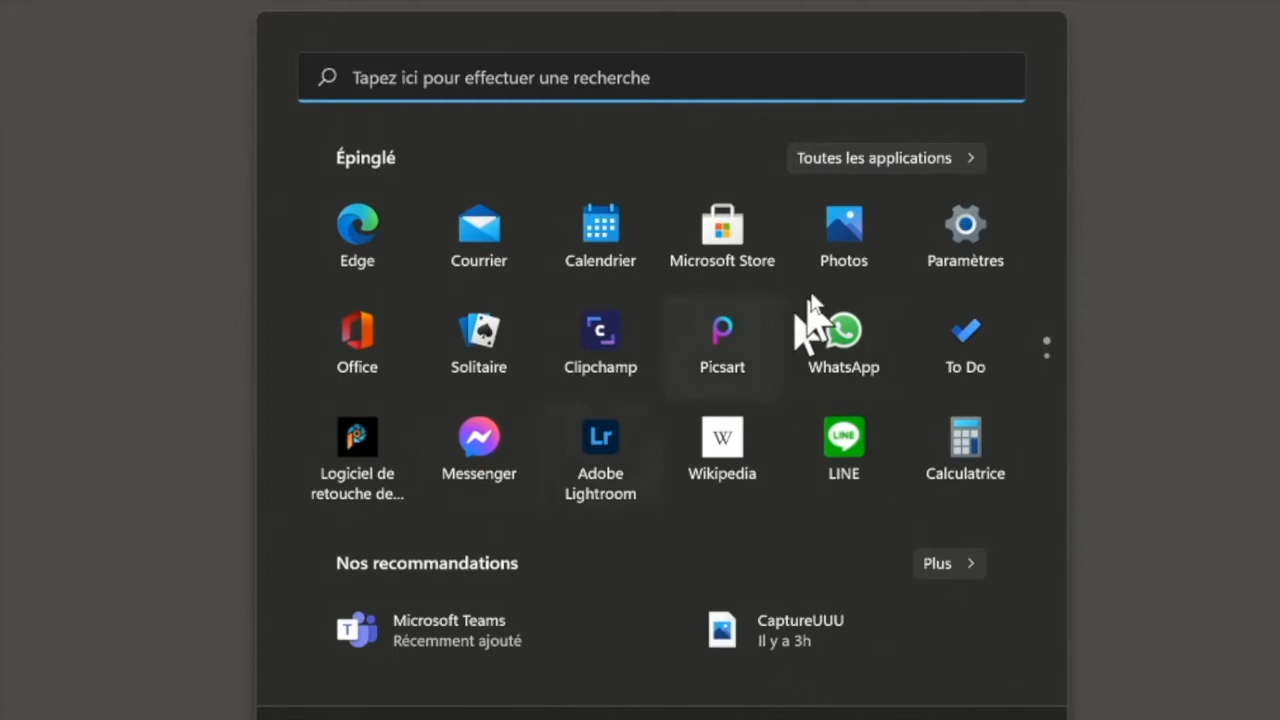 Tapez ici pour effectuer une recherche
Épinglé
Toutes les applications
Edge
Courrier
Calendrier
Microsoft Store
Photos
Paramètres
Office
Solitaire
Clipchamp
Picsart
WhatsApp
To Do
Logiciel de
retouche de...
Messenger
Lr
Adobe
Lightroom
W
Wikipedia
LINE
LINE
Calculatrice
Nos recommandations
Plus
T
Microsoft Teams
Récemment ajouté
CaptureUUU
Il y a 3h